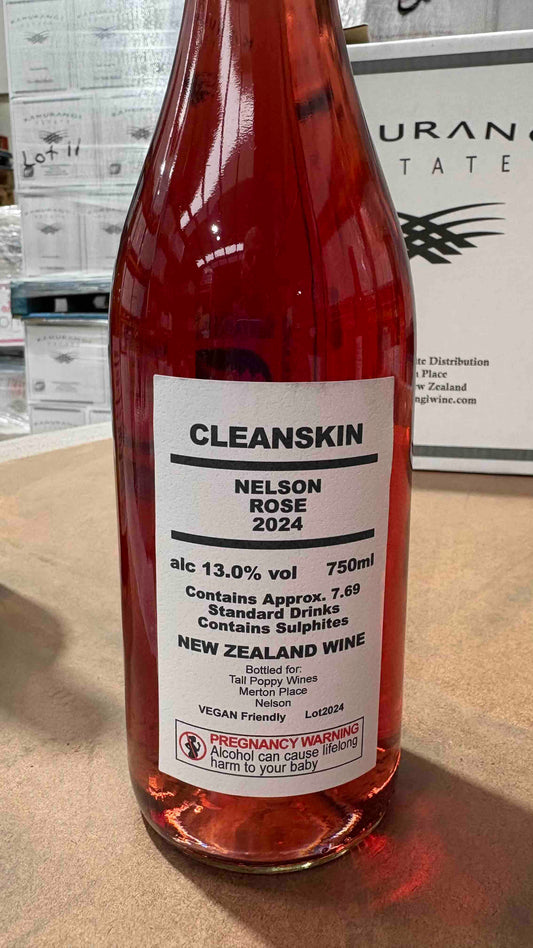 CLEANSKIN
NELSON
ROSE
2024
alc 13.0% vol 750ml
Contains Approx. 7.69
Standard Drinks
Contains Sulphites
NEW ZEALAND WINE
Bottled for:
Tall Poppy Wines
Merton Place
Nelson
VEGAN Friendly Lot2024
PREGNANCY WARNING
Alcohol can cause lifelong
harm to your baby
URAN
TATE
Distribution
Place
Zealand
ngiwine.com
Lot 11